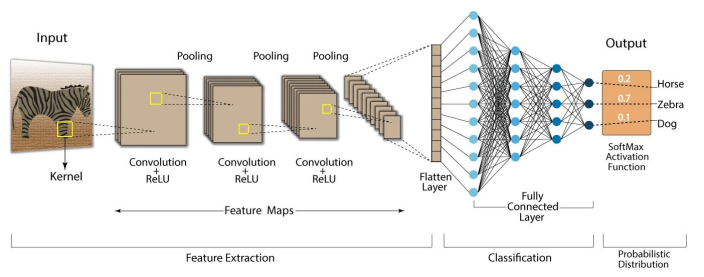 Input
Pooling
Pooling
Pooling
Output
0.2
Horse
0.7
Zebra
0.1
Dog
Kernel
Convolution
+
ReLU
Convolution
+
ReLU
Convolution
+
ReLU
Flatten
Layer
SoftMax
Activation
Function
Feature Maps
Fully
Connected
Layer
Feature Extraction
Classification
Probabilistic
Distribution